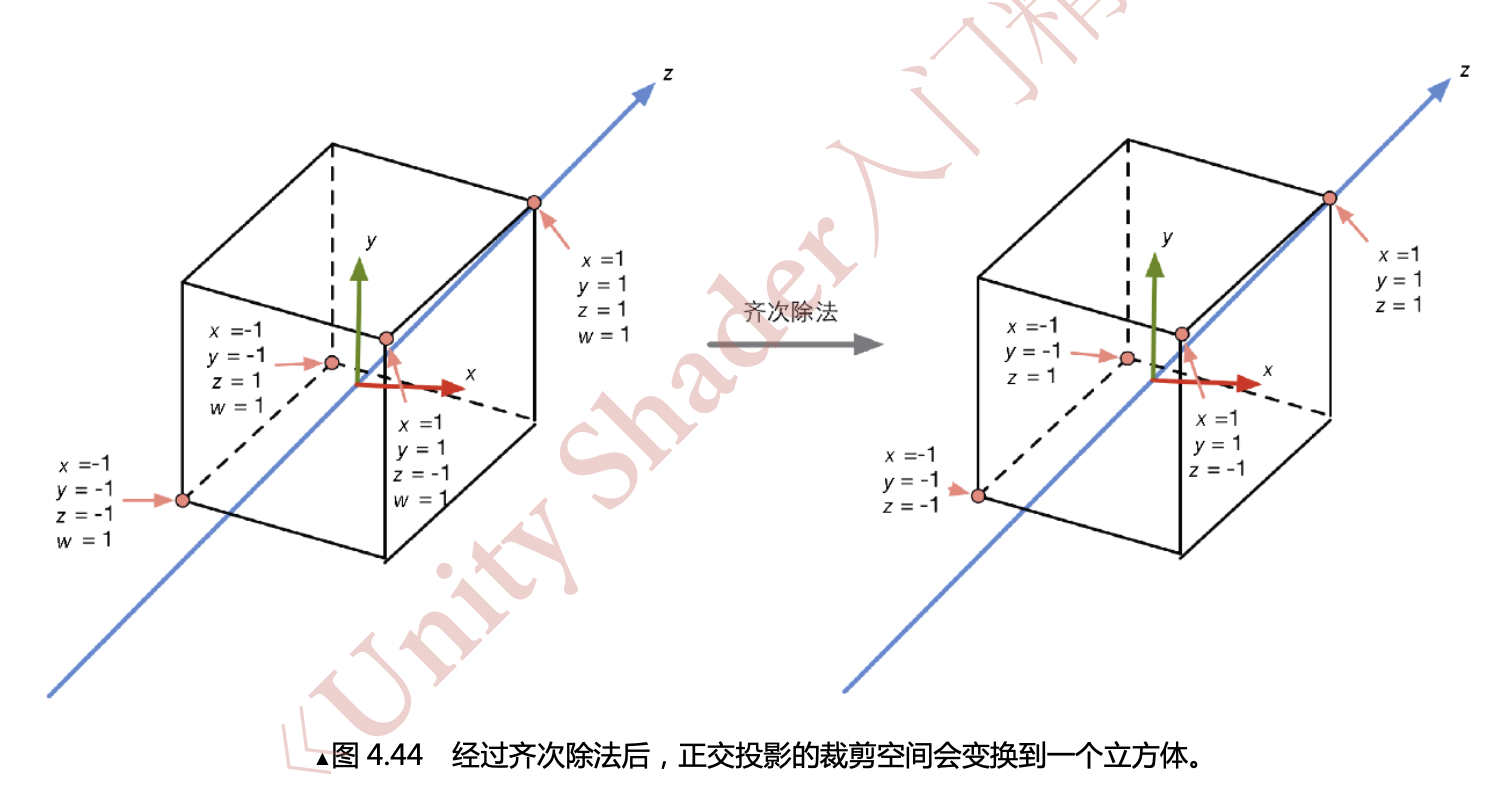 z
y
x
x =1
y = 1
z = 1
w = 1
x =-1
y = -1
z = 1
w = 1
x =1
y = 1
z = -1
w = 1
x =-1
y = -1
z = -1
w = 1
齐次除法
z
y
x
x =1
y = 1
z = 1
x =-1
y = -1
z = 1
x =1
y = 1
z = -1
x =-1
y = -1
z = -1
《Unity Shader入门精
▲图 4.44 经过齐次除法后，正交投影的裁剪空间会变换到一个立方体。